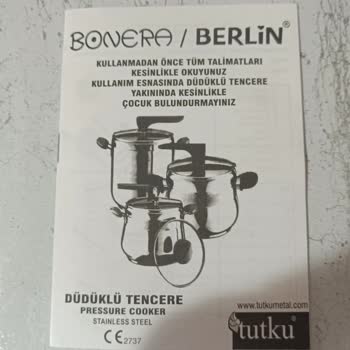 BONERA / BERLİN®
KULLANMADAN ÖNCE TÜM TALİMATLARI
KESİNLİKLE OKUYUNUZ
KULLANIM ESNASINDA DÜDÜKLÜ TENCERE
YAKININDA KESİNLİKLE
ÇOCUK BULUNDURMAYINIZ
DÜDÜKLÜ TENCERE
PRESSURE COOKER
STAINLESS STEEL
CE 2737
www.tutkumetal.com
tutku®